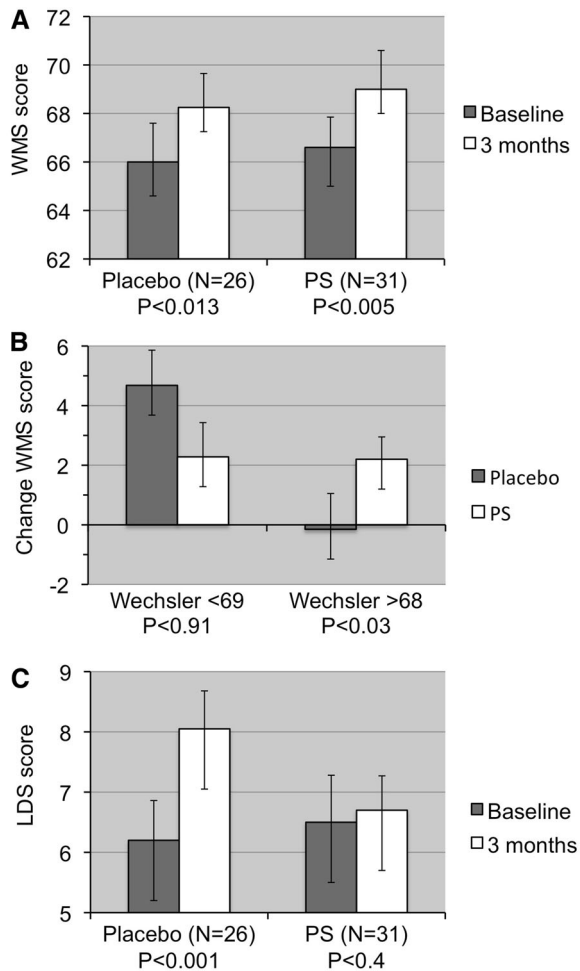 A
WMS score
72
70
68
66
64
62
Baseline
3 months
Placebo (N=26) PS (N=31)
P<0.013 P<0.005
B
Change WMS score
6
4
2
0
-2
Placebo
PS
Wechsler <69 Wechsler >68
P<0.91 P<0.03
C
LDS score
9
8
7
6
5
Baseline
3 months
Placebo (N=26) PS (N=31)
P<0.001 P<0.4